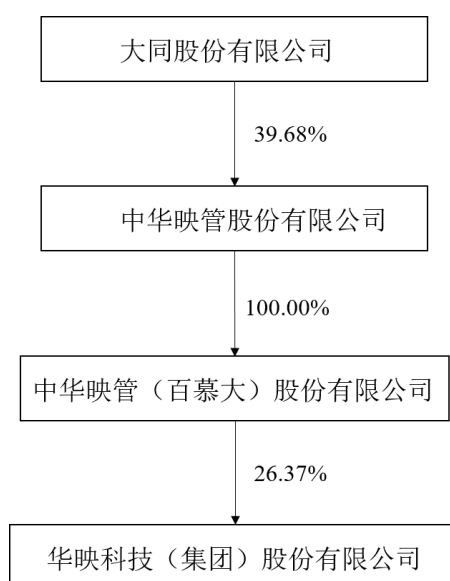 大同股份有限公司
39.68%
中华映管股份有限公司
100.00%
中华映管（百慕大）股份有限公司
26.37%
华映科技（集团）股份有限公司